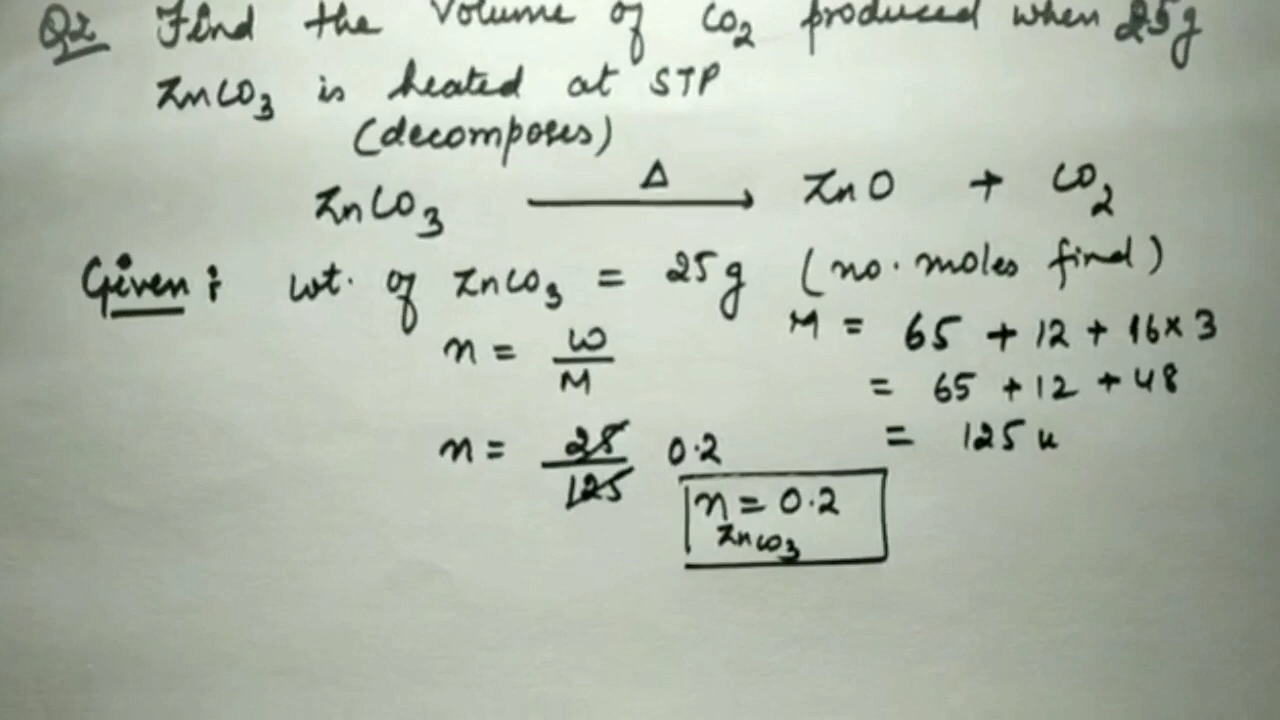 Q2 Find the Volume of CO2 produced when 25g
ZnCO3 is heated at STP
(decomposes)
ZnCO3 —Δ→ ZnO + CO2
Given: wt. of ZnCO3 = 25g (no. moles find)
n = w/M
M = 65 + 12 + 16×3
= 65 + 12 + 48
= 125 u
n = 25/125 0.2
n = 0.2
ZnCO3